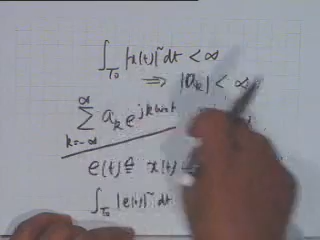 ∫_{T₀} |x(t)|² dt < ∞
⟹ |a_k| < ∞
∑_{k=-∞}^{∞} a_k e^{jkω₀t}
e(t) ≜ x(t) -
∫_{T₀} |e(t)|² dt